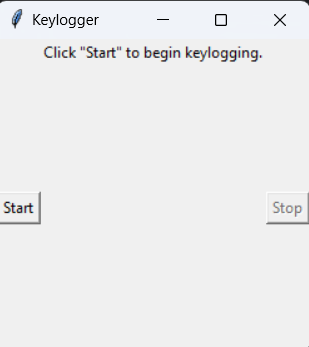 Keylogger
Click "Start" to begin keylogging.
Start
Stop